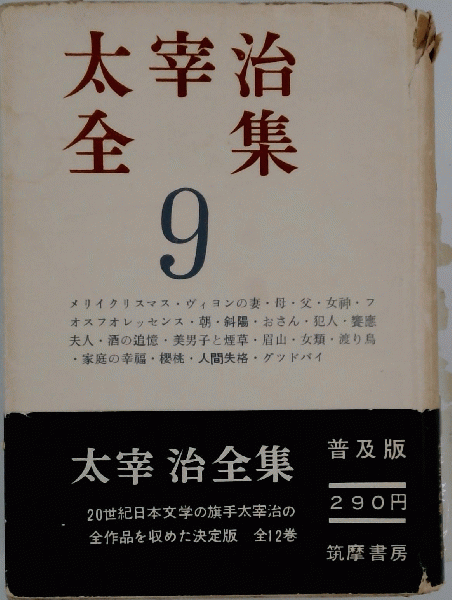 太宰治
全集
9
メリイクリスマス・ヴィヨンの妻・母・父・女神・フ
オスフオレッセンス・朝・斜陽・おさん・犯人・饗應
夫人・酒の追憶・美男子と煙草・眉山・女類・渡り鳥
・家庭の幸福・櫻桃・人間失格・グッドバイ
太宰治全集
20世紀日本文学の旗手太宰治の
全作品を収めた決定版 全12巻
普及版
290円
筑摩書房